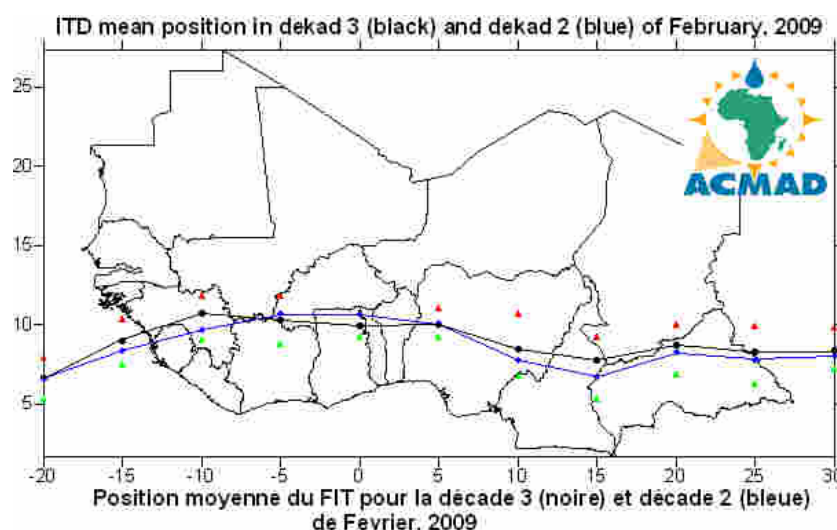 ITD mean position in dekad 3 (black) and dekad 2 (blue) of February, 2009
25
20
15
10
5
ACMAD
-20 -15 -10 -5 0 5 10 15 20 25 30
Position moyenne du FIT pour la décade 3 (noire) et décade 2 (bleue)
de Fevrier, 2009